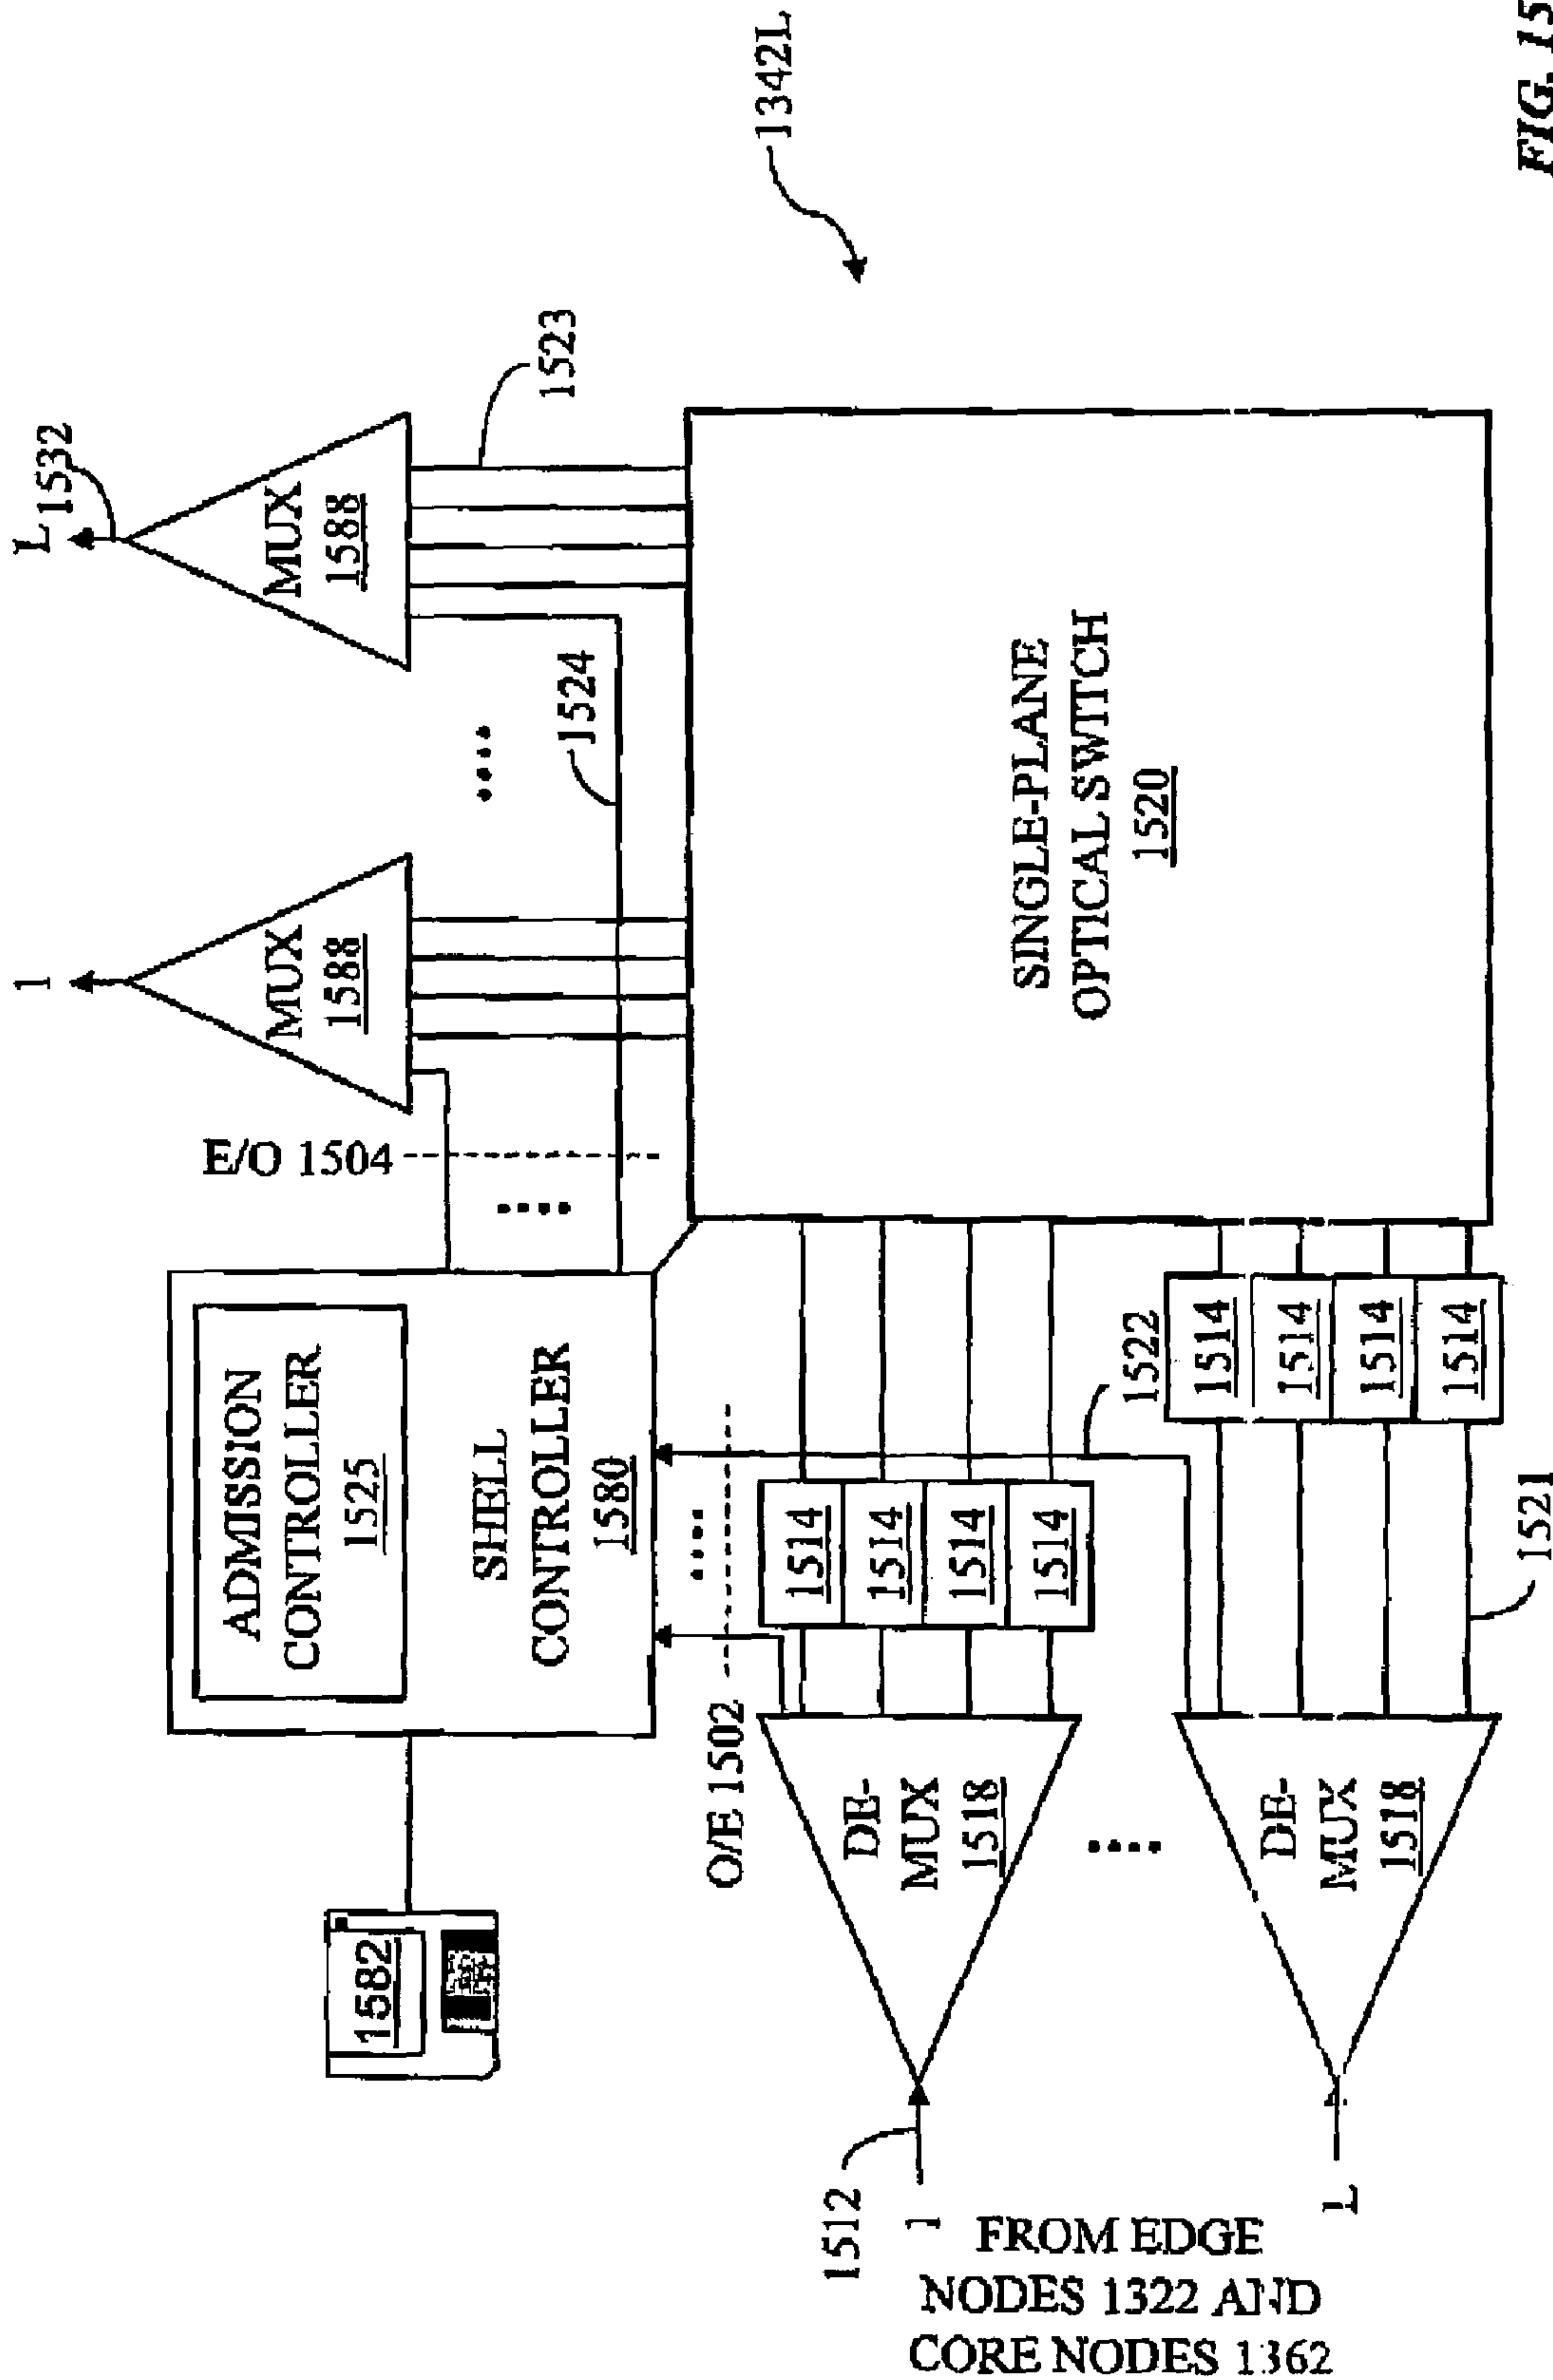 1
L
1532
MUX
1588
MUX
1588
....
1523
1524
E/O 1504
....
1342L
ADMISSION
CONTROLLER
1525
SHELL
CONTROLLER
1580
1582
O/E 1502
....
SINGLE-PLANE
OPTICAL SWITCH
1520
1512
1
DE-
MUX
1518
1514
1514
1514
1514
1522
....
L
DE-
MUX
1518
1514
1514
1514
1514
1521
FROM EDGE
NODES 1322 AND
CORE NODES 1362
FIG. 15